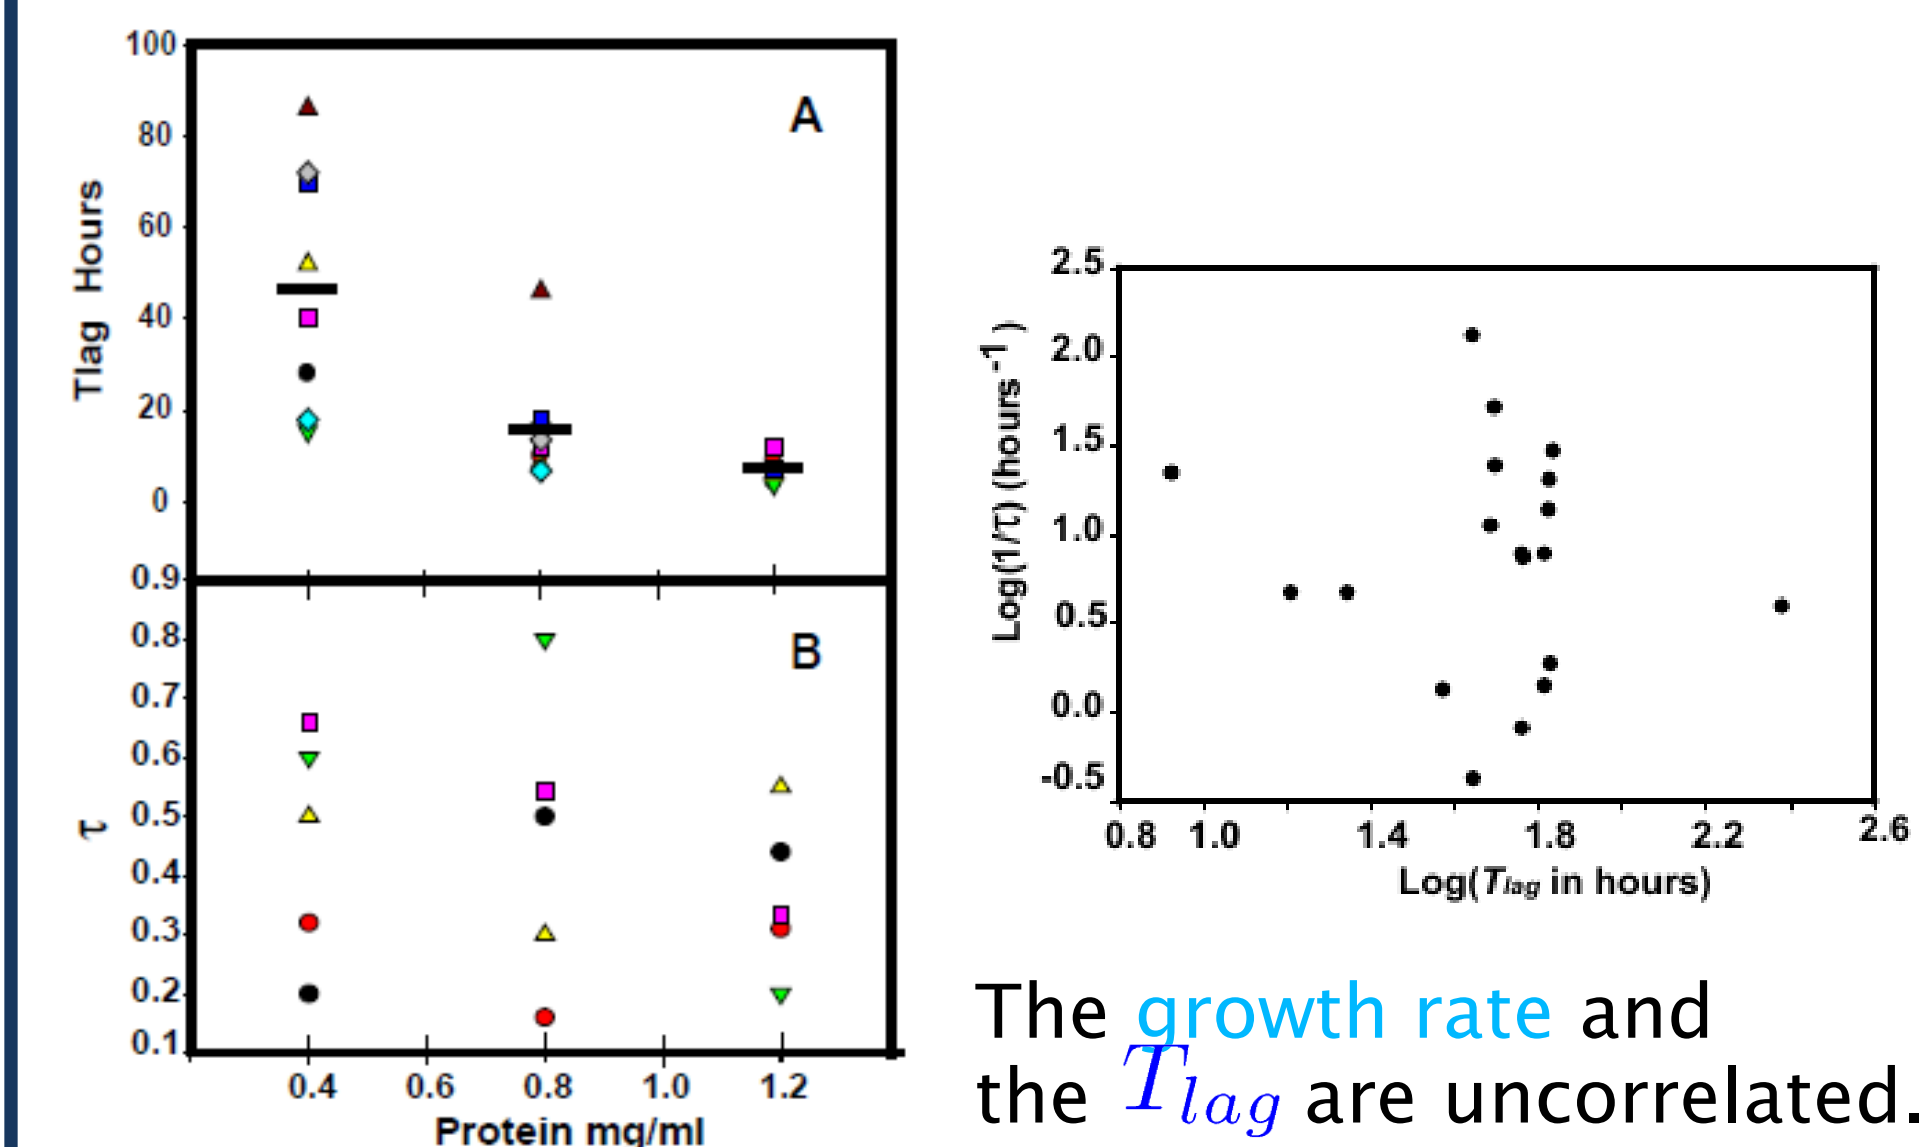 100
80
60
40
20
0
Tlag Hours
A
0.9
0.8
0.7
0.6
0.5
0.4
0.3
0.2
0.1
τ
B
0.4 0.6 0.8 1.0 1.2
Protein mg/ml
2.5
2.0
1.5
1.0
0.5
0.0
-0.5
Log(1/τ) (hours⁻¹)
0.8 1.0 1.4 1.8 2.2 2.6
Log(Tlag in hours)
The growth rate and
the Tlag are uncorrelated.